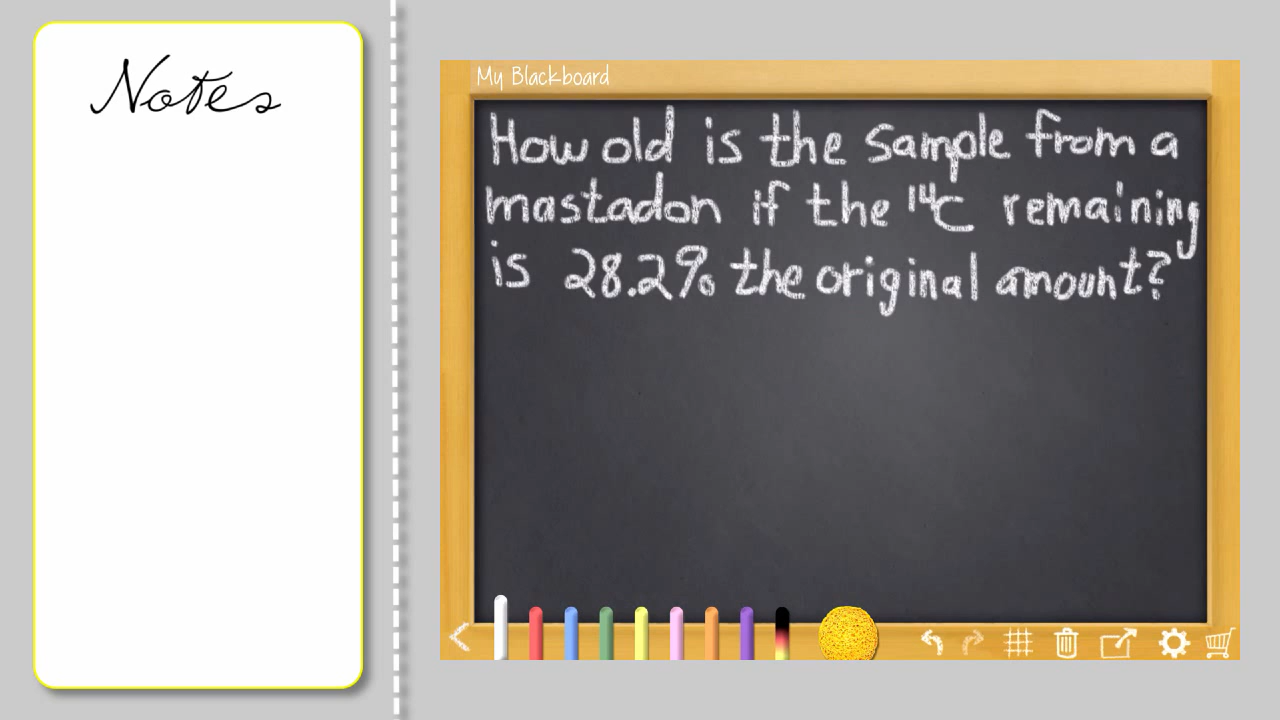 Notes
My Blackboard
How old is the sample from a
mastadon if the ¹⁴C remaining
is 28.2% the original amount?